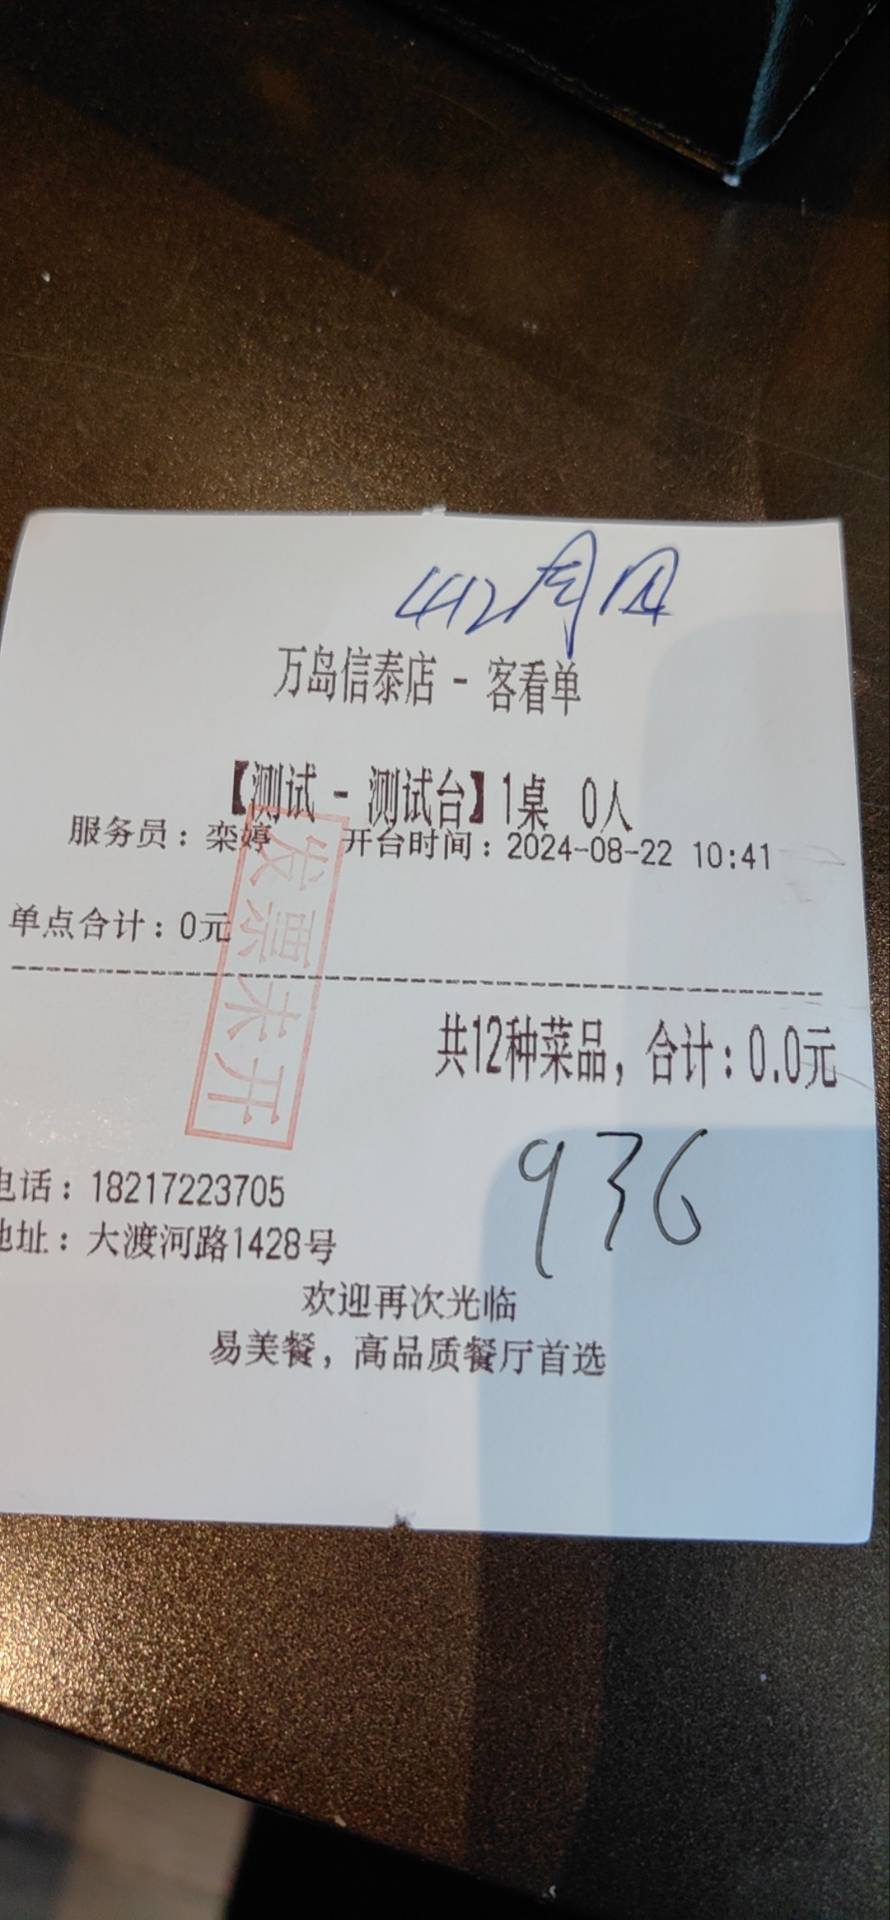 412周四
万岛信泰店 - 客看单
【测试 - 测试台】1桌 0人
服务员：栾婷 开台时间：2024-08-22 10:41
单点合计：0元
发票未开
共12种菜品，合计：0.0元
936
电话：18217223705
地址：大渡河路1428号
欢迎再次光临
易美餐，高品质餐厅首选